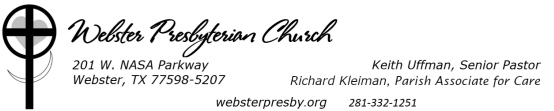 Webster Presbyterian Church
201 W. NASA Parkway Keith Uffman, Senior Pastor
Webster, TX 77598-5207 Richard Kleiman, Parish Associate for Care
websterpresby.org 281-332-1251